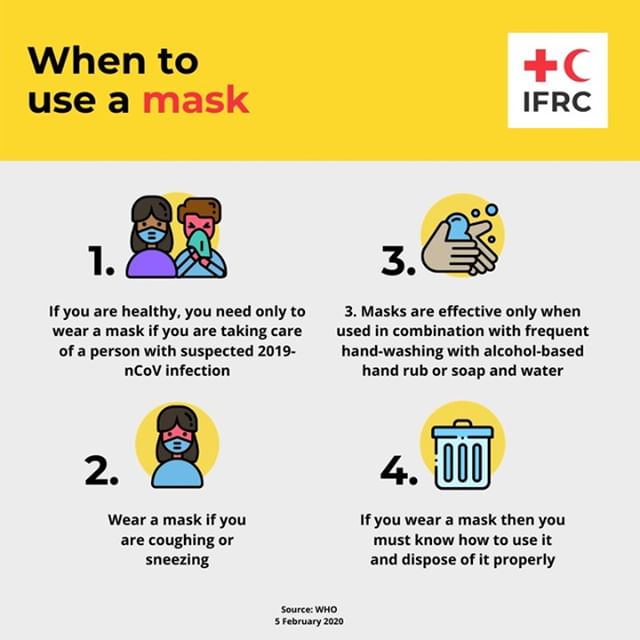 When to
use a mask
IFRC
1.
If you are healthy, you need only to
wear a mask if you are taking care
of a person with suspected 2019-
nCoV infection
2.
Wear a mask if you
are coughing or
sneezing
3.
3. Masks are effective only when
used in combination with frequent
hand-washing with alcohol-based
hand rub or soap and water
4.
If you wear a mask then you
must know how to use it
and dispose of it properly
Source: WHO
5 February 2020